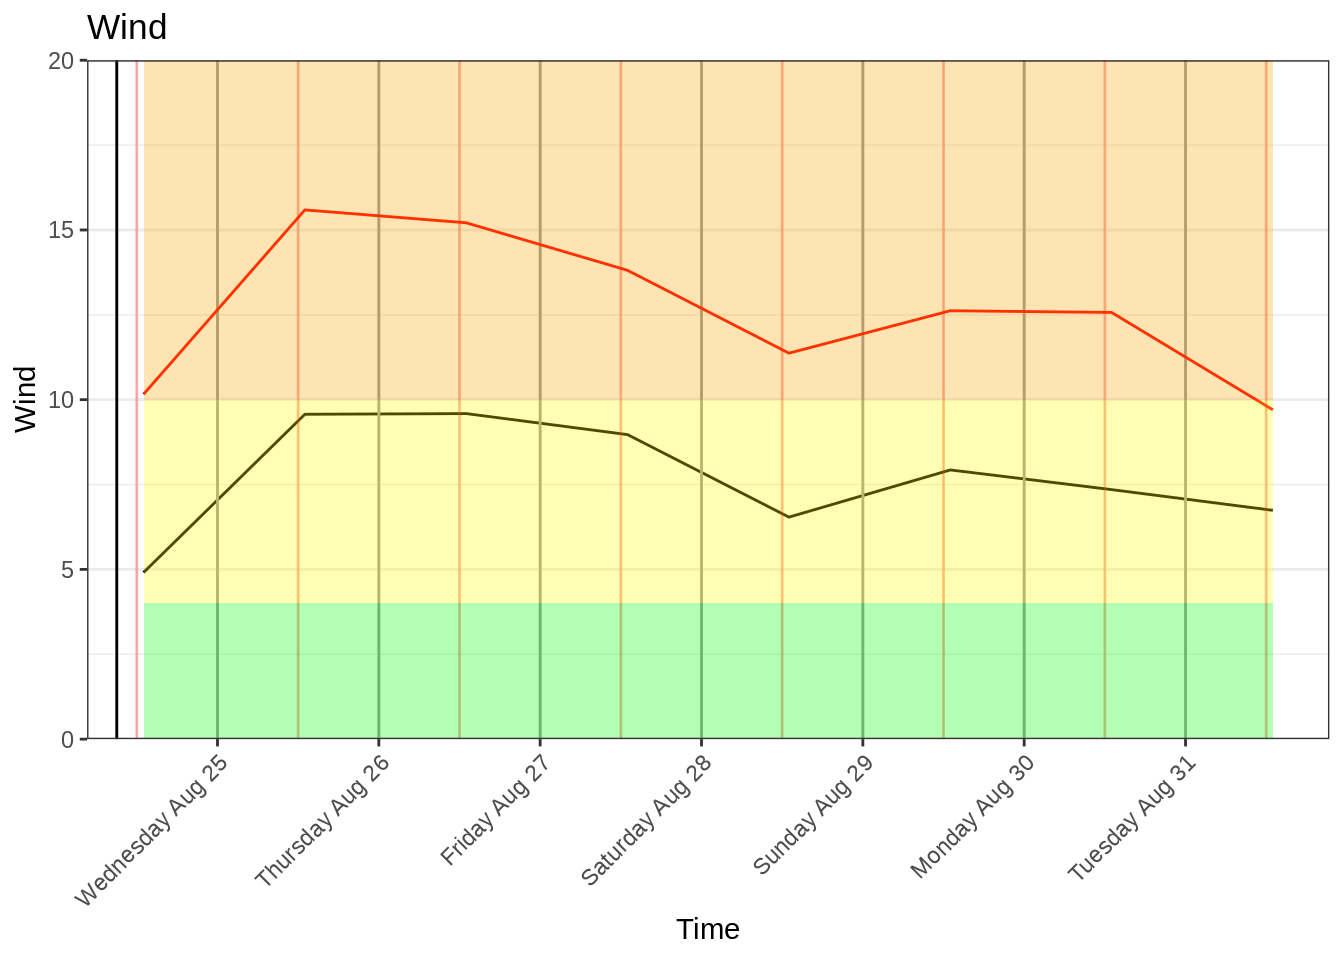 Wind
20
15
10
5
0
Wind
Wednesday Aug 25
Thursday Aug 26
Friday Aug 27
Saturday Aug 28
Sunday Aug 29
Monday Aug 30
Tuesday Aug 31
Time